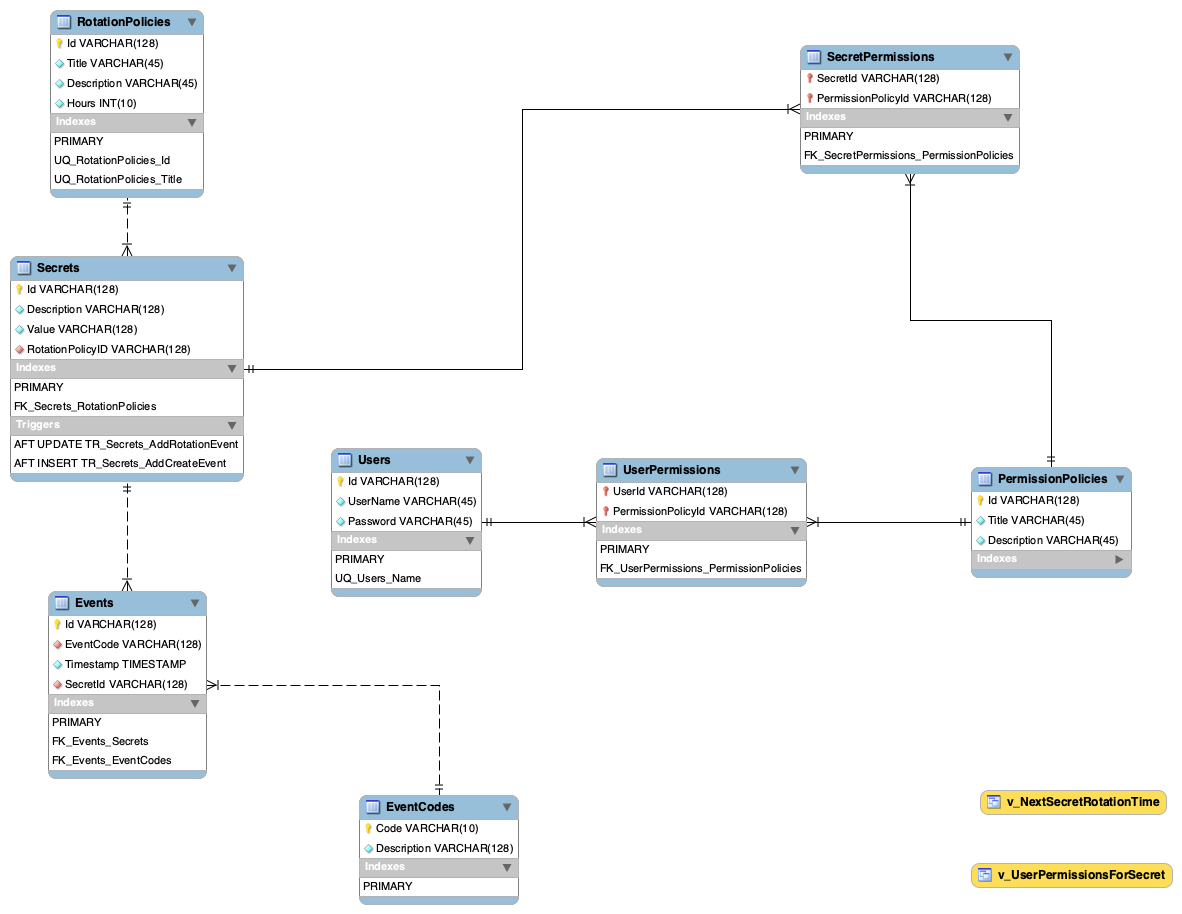 RotationPolicies
Id VARCHAR(128)
Title VARCHAR(45)
Description VARCHAR(45)
Hours INT(10)
Indexes
PRIMARY
UQ_RotationPolicies_Id
UQ_RotationPolicies_Title
SecretPermissions
SecretId VARCHAR(128)
PermissionPolicyId VARCHAR(128)
Indexes
PRIMARY
FK_SecretPermissions_PermissionPolicies
Secrets
Id VARCHAR(128)
Description VARCHAR(128)
Value VARCHAR(128)
RotationPolicyID VARCHAR(128)
Indexes
PRIMARY
FK_Secrets_RotationPolicies
Triggers
AFT UPDATE TR_Secrets_AddRotationEvent
AFT INSERT TR_Secrets_AddCreateEvent
Users
Id VARCHAR(128)
UserName VARCHAR(45)
Password VARCHAR(45)
Indexes
PRIMARY
UQ_Users_Name
UserPermissions
UserId VARCHAR(128)
PermissionPolicyId VARCHAR(128)
Indexes
PRIMARY
FK_UserPermissions_PermissionPolicies
PermissionPolicies
Id VARCHAR(128)
Title VARCHAR(45)
Description VARCHAR(45)
Indexes
Events
Id VARCHAR(128)
EventCode VARCHAR(128)
Timestamp TIMESTAMP
SecretId VARCHAR(128)
Indexes
PRIMARY
FK_Events_Secrets
FK_Events_EventCodes
EventCodes
Code VARCHAR(10)
Description VARCHAR(128)
Indexes
PRIMARY
v_NextSecretRotationTime
v_UserPermissionsForSecret